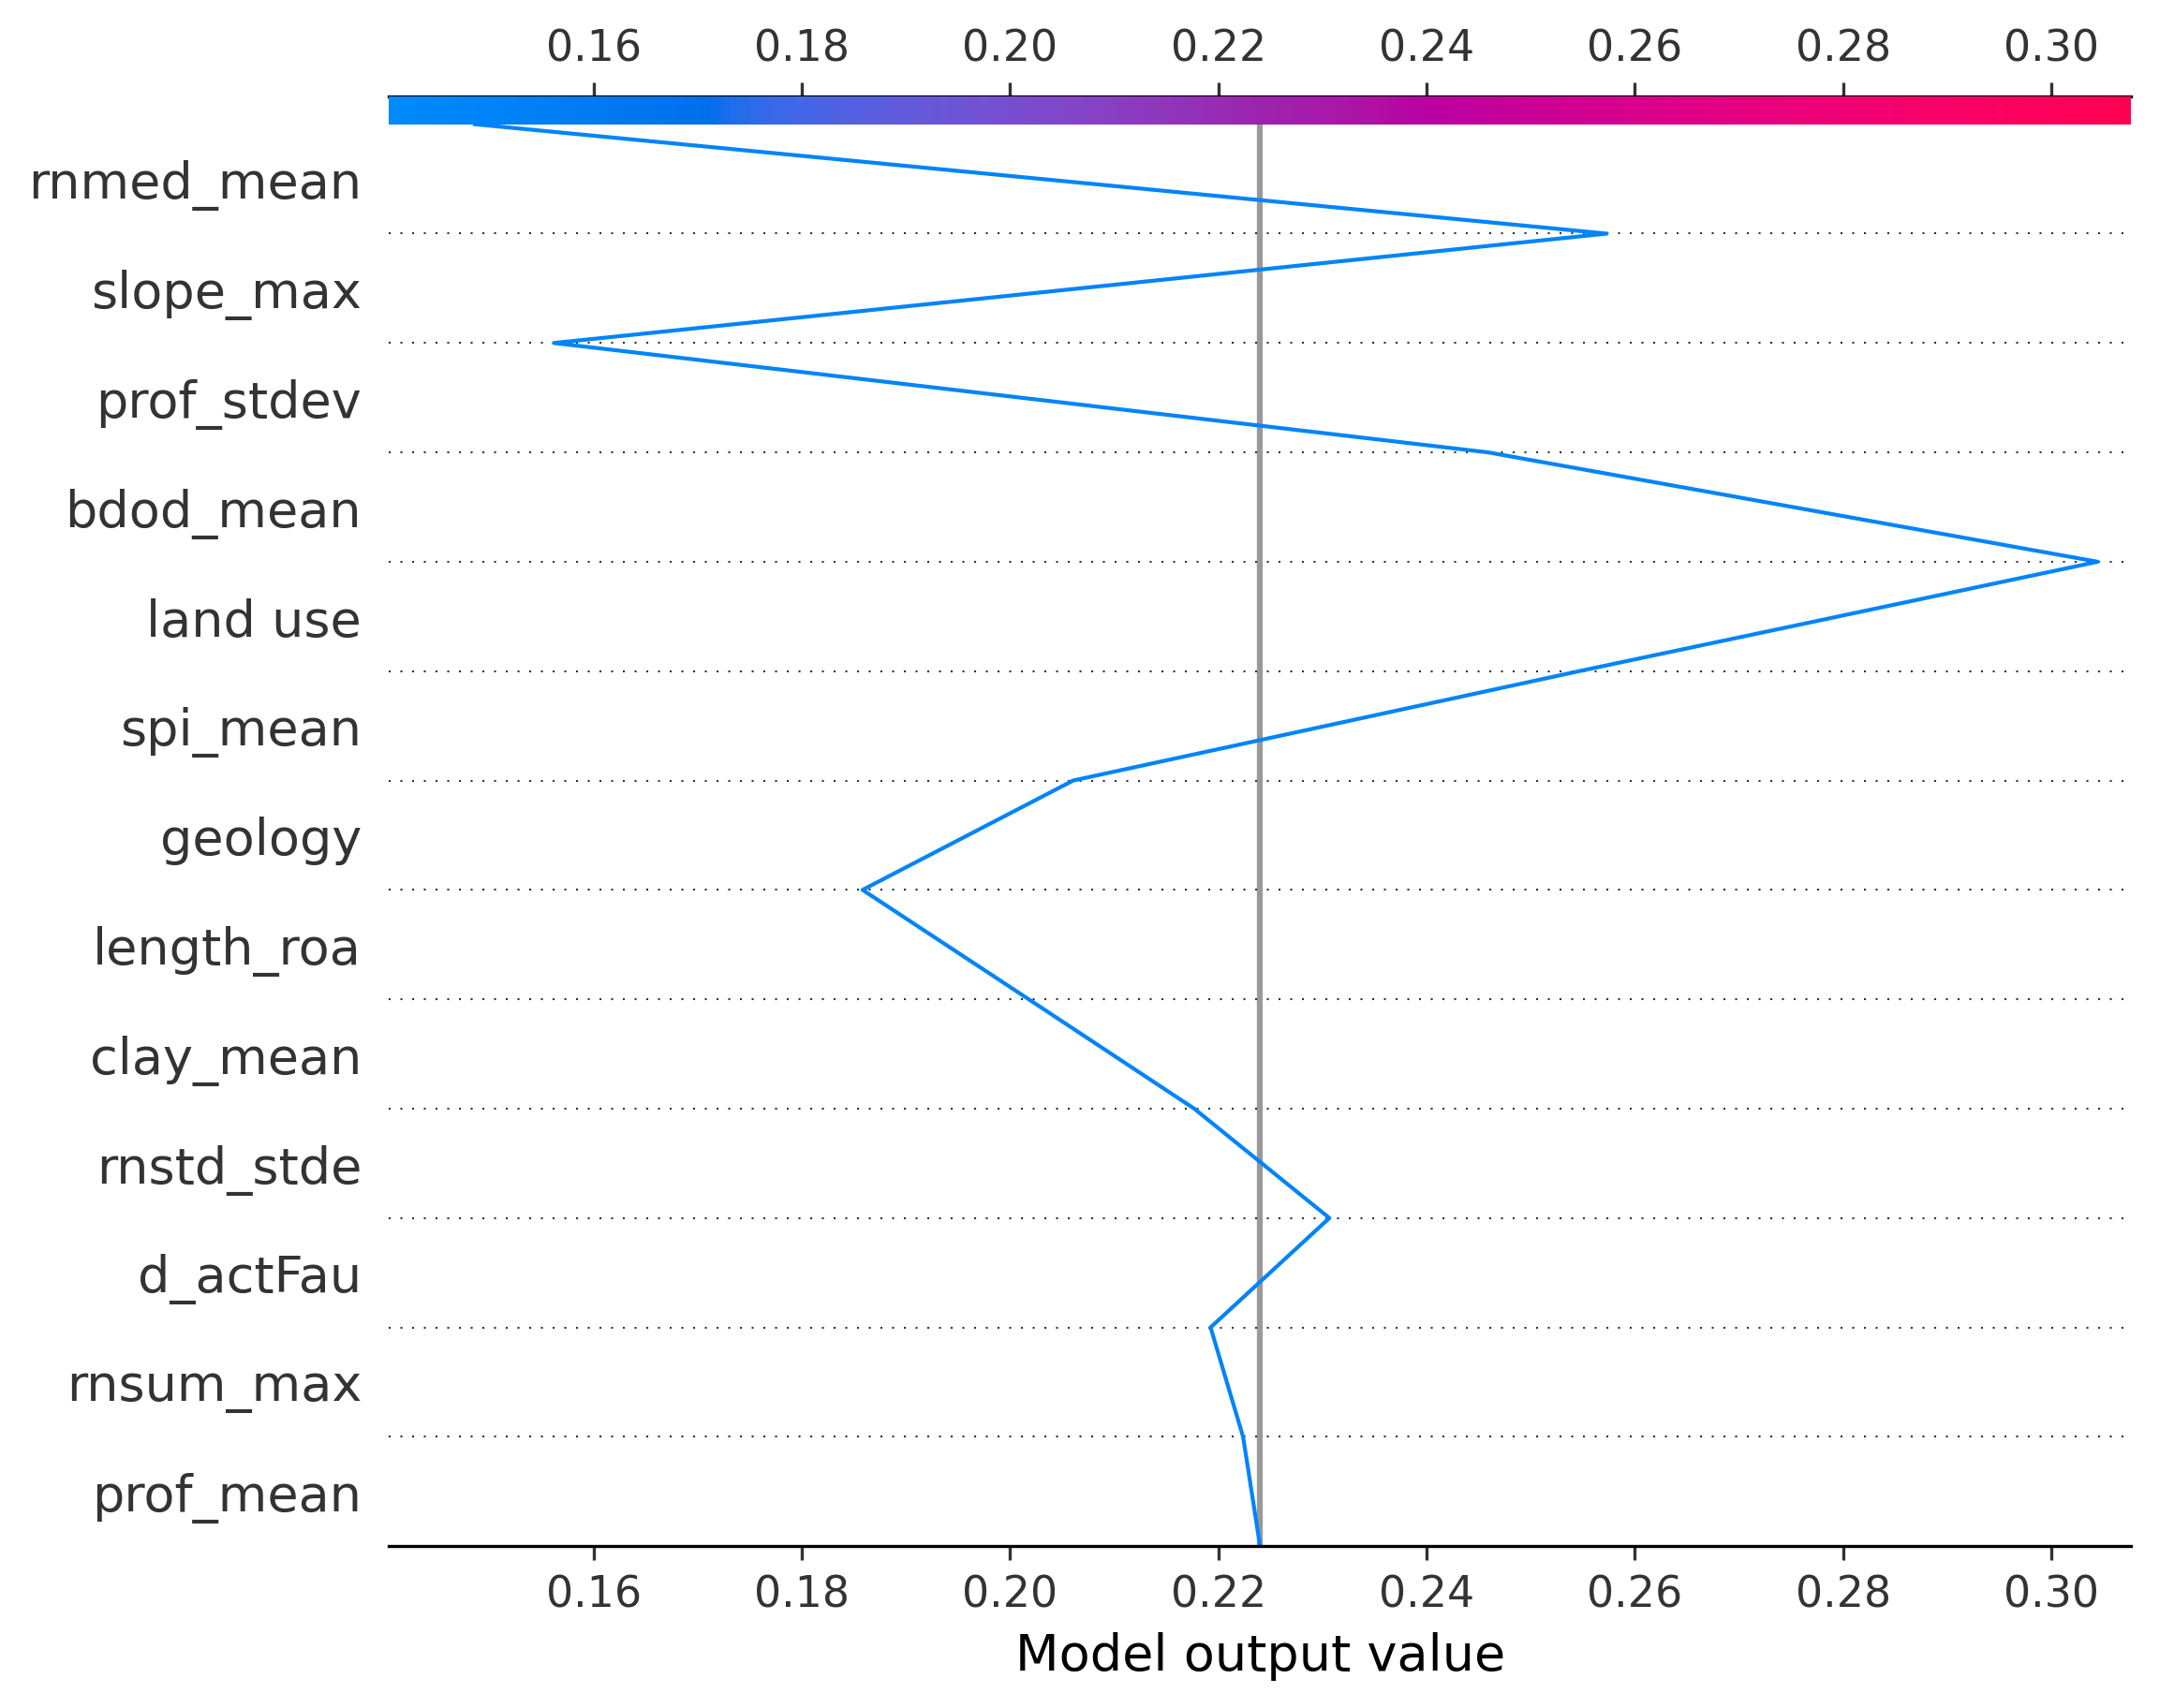 0.16 0.18 0.20 0.22 0.24 0.26 0.28 0.30
rnmed_mean
slope_max
prof_stdev
bdod_mean
land use
spi_mean
geology
length_roa
clay_mean
rnstd_stde
d_actFau
rnsum_max
prof_mean
0.16 0.18 0.20 0.22 0.24 0.26 0.28 0.30
Model output value